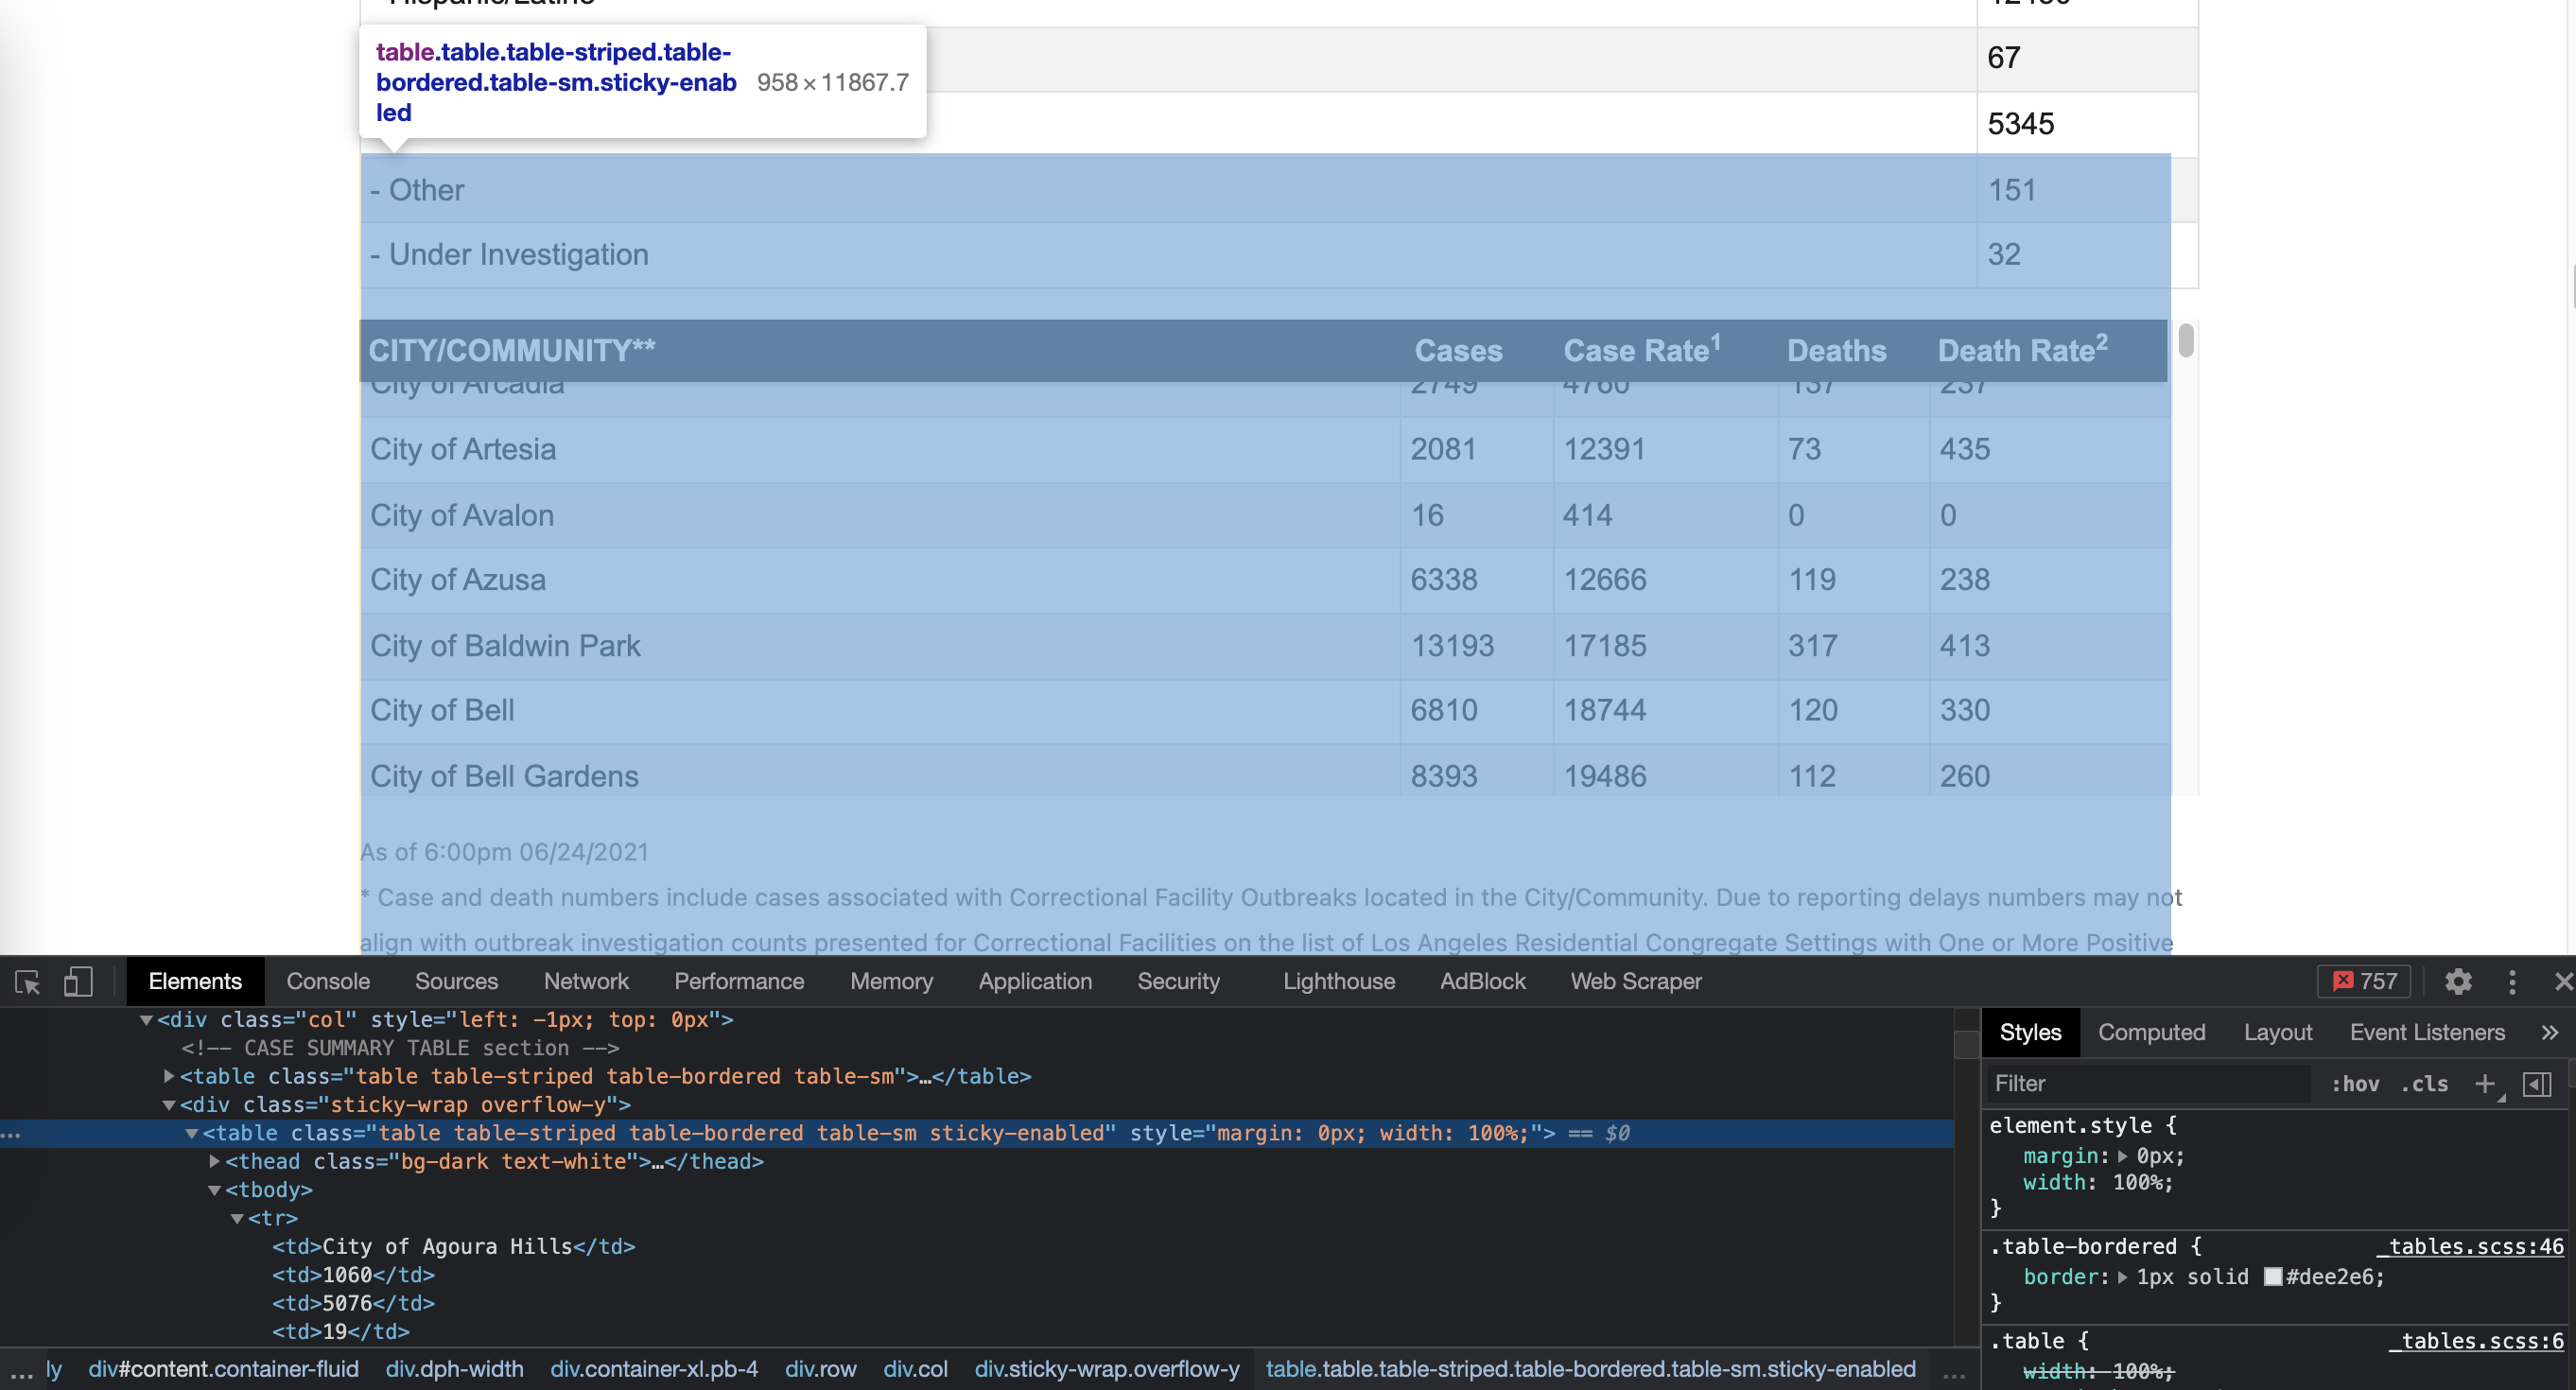 - Hispanic/Latino 12450
67
5345
table.table.table-striped.table-
bordered.table-sm.sticky-enab 958×11867.7
led
- Other 151
- Under Investigation 32
CITY/COMMUNITY** Cases Case Rate1 Deaths Death Rate2
City of Arcadia 2749 4760 137 237
City of Artesia 2081 12391 73 435
City of Avalon 16 414 0 0
City of Azusa 6338 12666 119 238
City of Baldwin Park 13193 17185 317 413
City of Bell 6810 18744 120 330
City of Bell Gardens 8393 19486 112 260
As of 6:00pm 06/24/2021
* Case and death numbers include cases associated with Correctional Facility Outbreaks located in the City/Community. Due to reporting delays numbers may not
align with outbreak investigation counts presented for Correctional Facilities on the list of Los Angeles Residential Congregate Settings with One or More Positive
Elements Console Sources Network Performance Memory Application Security Lighthouse AdBlock Web Scraper 757
<div class="col" style="left: -1px; top: 0px">
<!-- CASE SUMMARY TABLE section -->
<table class="table table-striped table-bordered table-sm">…</table>
<div class="sticky-wrap overflow-y">
… <table class="table table-striped table-bordered table-sm sticky-enabled" style="margin: 0px; width: 100%;"> == $0
<thead class="bg-dark text-white">…</thead>
<tbody>
<tr>
<td>City of Agoura Hills</td>
<td>1060</td>
<td>5076</td>
<td>19</td>
… ly div#content.container-fluid div.dph-width div.container-xl.pb-4 div.row div.col div.sticky-wrap.overflow-y table.table.table-striped.table-bordered.table-sm.sticky-enabled …
Styles Computed Layout Event Listeners »
Filter :hov .cls +
element.style {
margin: 0px;
width: 100%;
}
.table-bordered { _tables.scss:46
border: 1px solid #dee2e6;
}
.table { _tables.scss:6
width: 100%;